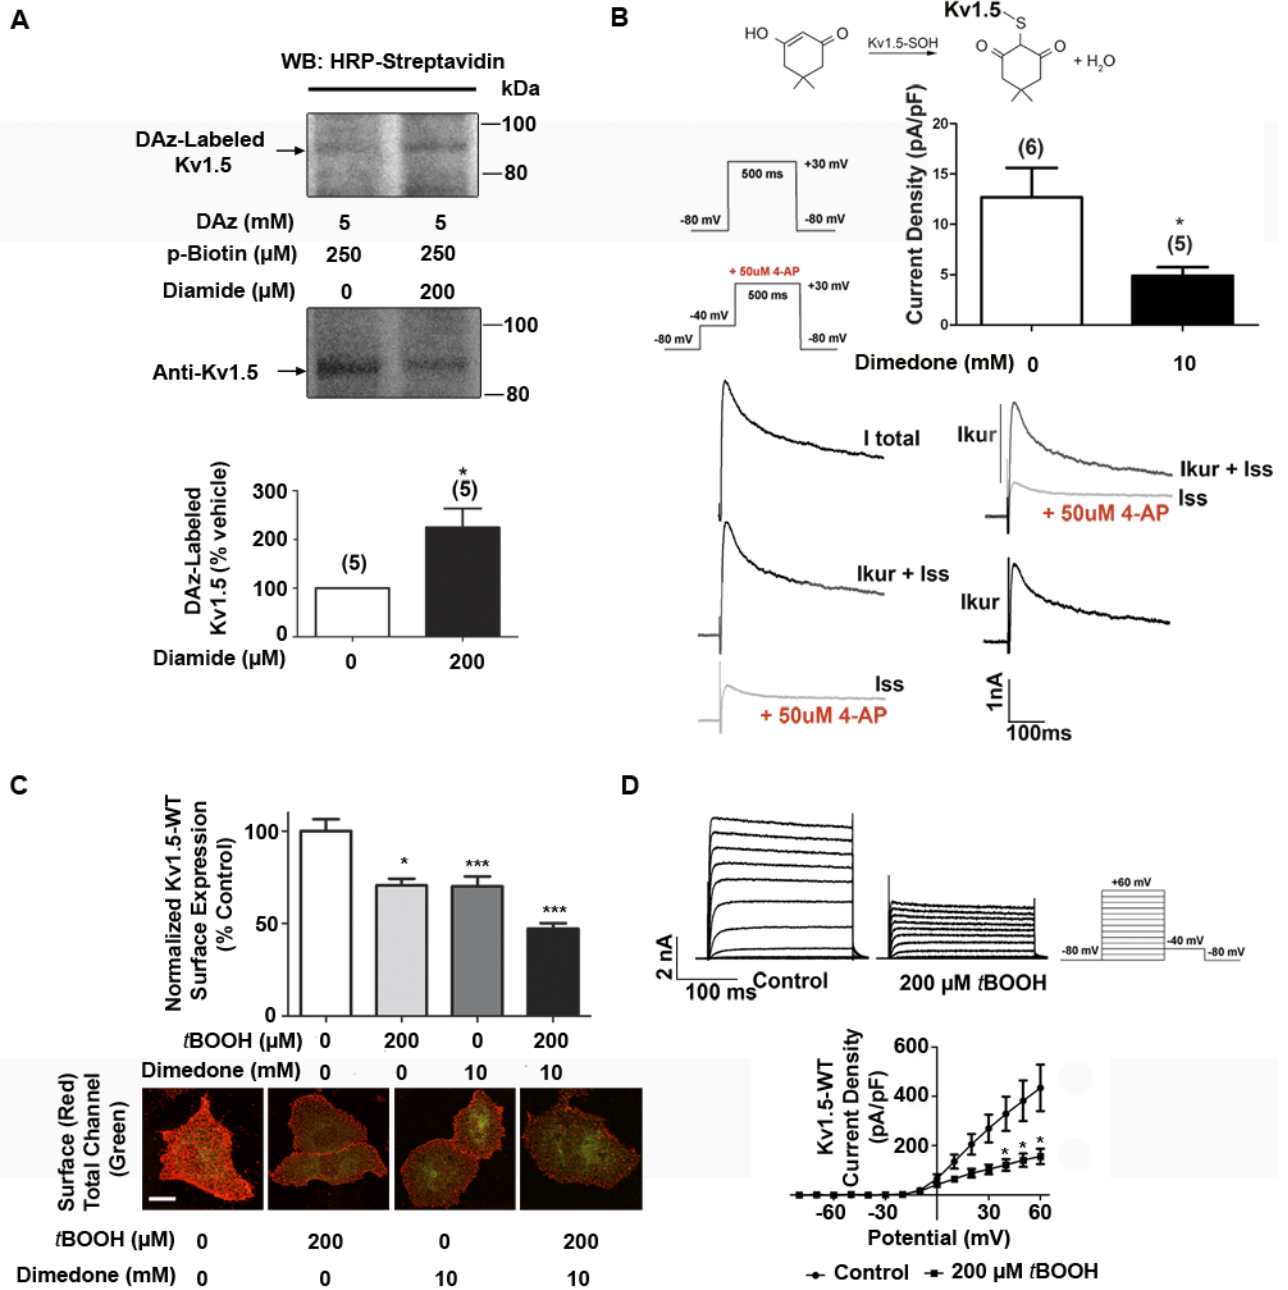 A
WB: HRP-Streptavidin
kDa
DAz-Labeled
Kv1.5
100
80
DAz (mM) 5 5
p-Biotin (µM) 250 250
Diamide (µM) 0 200
Anti-Kv1.5
100
80
DAz-Labeled
Kv1.5 (% vehicle)
300
200
100
0
(5)
*
(5)
Diamide (µM) 0 200
B
HO
O
Kv1.5-SOH
Kv1.5
S
O
O
+ H2O
+30 mV
500 ms
-80 mV
-80 mV
+ 50uM 4-AP
+30 mV
500 ms
-40 mV
-80 mV
-80 mV
Current Density (pA/pF)
20
15
10
5
0
(6)
*
(5)
Dimedone (mM) 0 10
I total
Ikur + Iss
Iss
+ 50uM 4-AP
Ikur
Ikur + Iss
Iss
+ 50uM 4-AP
Ikur
1nA
100ms
C
Normalized Kv1.5-WT
Surface Expression
(% Control)
100
50
0
*
***
***
tBOOH (µM) 0 200 0 200
Dimedone (mM) 0 0 10 10
Surface (Red)
Total Channel
(Green)
tBOOH (µM) 0 200 0 200
Dimedone (mM) 0 0 10 10
D
2 nA
100 ms
Control
200 µM tBOOH
+60 mV
-80 mV
-40 mV
-80 mV
Kv1.5-WT
Current Density
(pA/pF)
600
400
200
* * *
-60 -30 30 60
Potential (mV)
Control 200 µM tBOOH